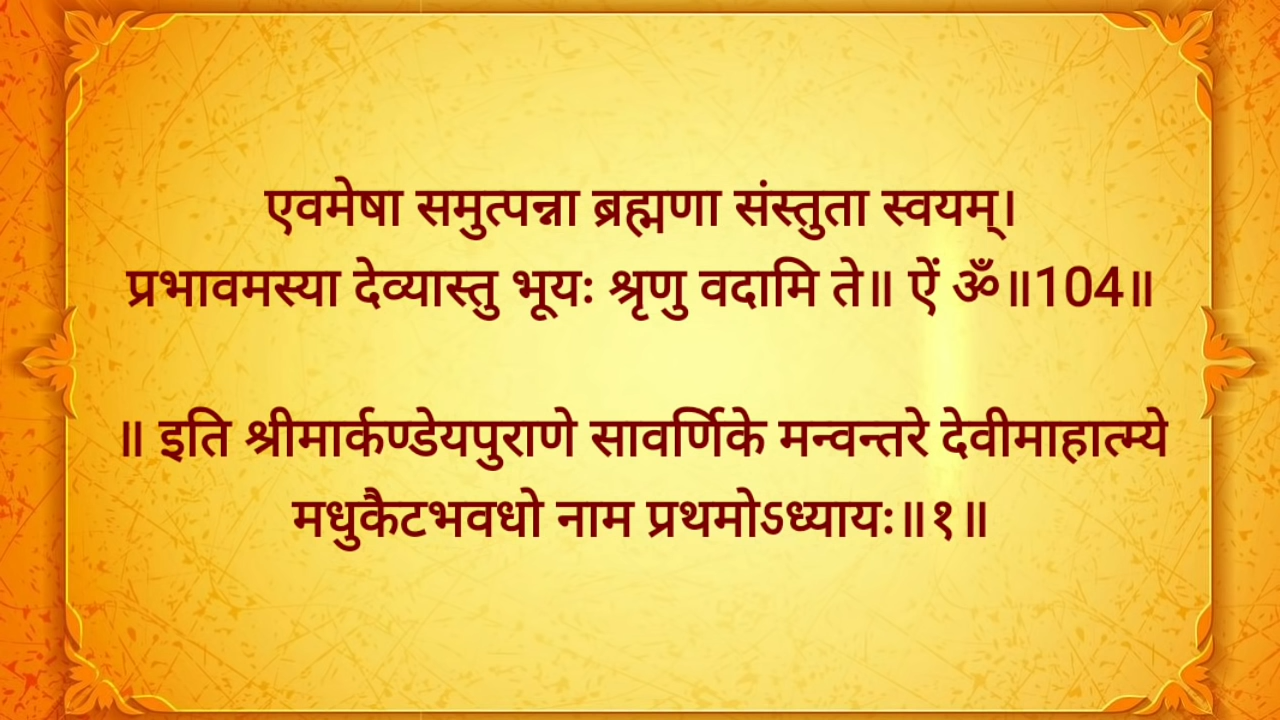 एवमेषा समुत्पन्ना ब्रह्मणा संस्तुता स्वयम्।
प्रभावमस्या देव्यास्तु भूयः श्रृणु वदामि ते॥ ऐं ॐ॥104॥
॥ इति श्रीमार्कण्डेयपुराणे सावर्णिके मन्वन्तरे देवीमाहात्म्ये
मधुकैटभवधो नाम प्रथमोऽध्यायः॥१॥